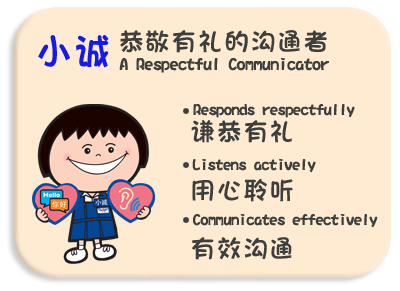 小诚 恭敬有礼的沟通者
A Respectful Communicator
• Responds respectfully
谦恭有礼
• Listens actively
用心聆听
• Communicates effectively
有效沟通
Hello
你好
小诚